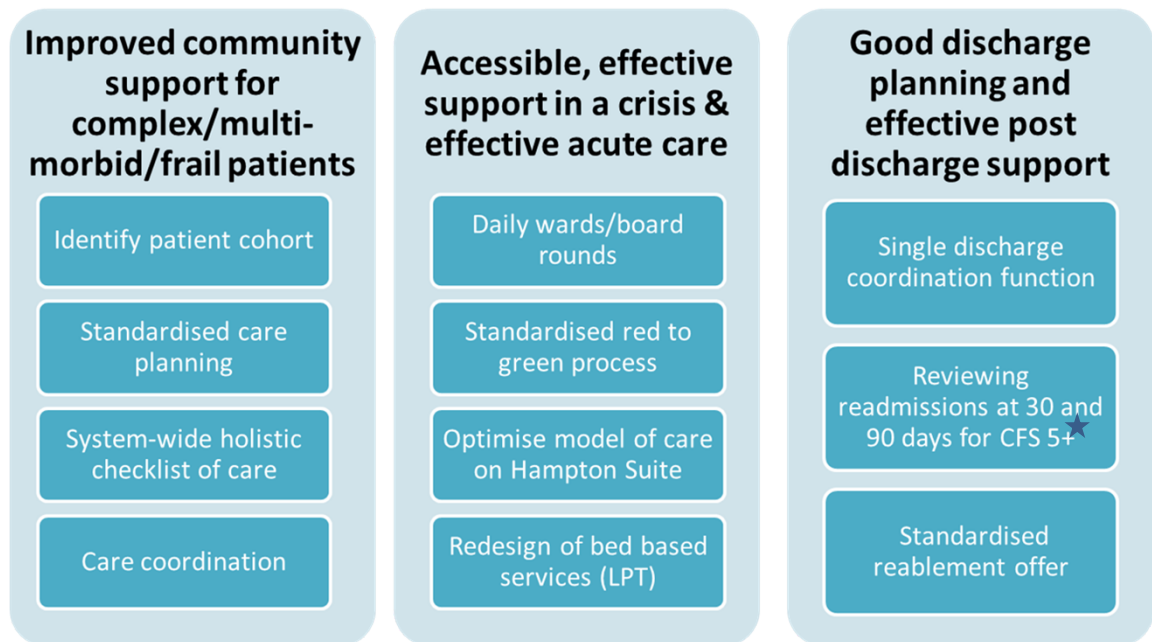 Improved community
support for
complex/multi-
morbid/frail patients
Identify patient cohort
Standardised care
planning
System-wide holistic
checklist of care
Care coordination
Accessible, effective
support in a crisis &
effective acute care
Daily wards/board
rounds
Standardised red to
green process
Optimise model of care
on Hampton Suite
Redesign of bed based
services (LPT)
Good discharge
planning and
effective post
discharge support
Single discharge
coordination function
Reviewing
readmissions at 30 and
90 days for CFS 5+
Standardised
reablement offer